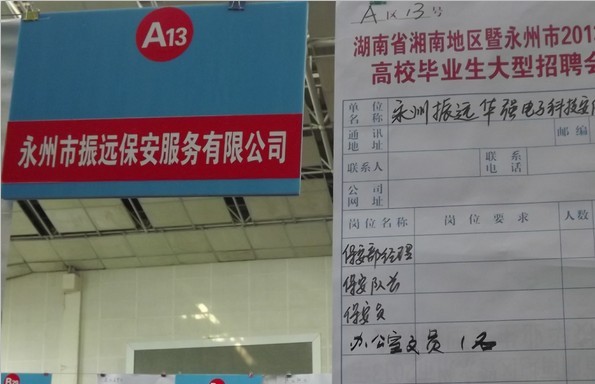 A13
永州市振远保安服务有限公司
A区13号
湖南省湘南地区暨永州市201
高校毕业生大型招聘会
单位名称 永州振远华强电子科技安
通讯地址 邮编
联系人 联系电话
公司网址
岗位名称 岗位要求 人数
保安部经理
保安队长
保安员
办公室文员 1名